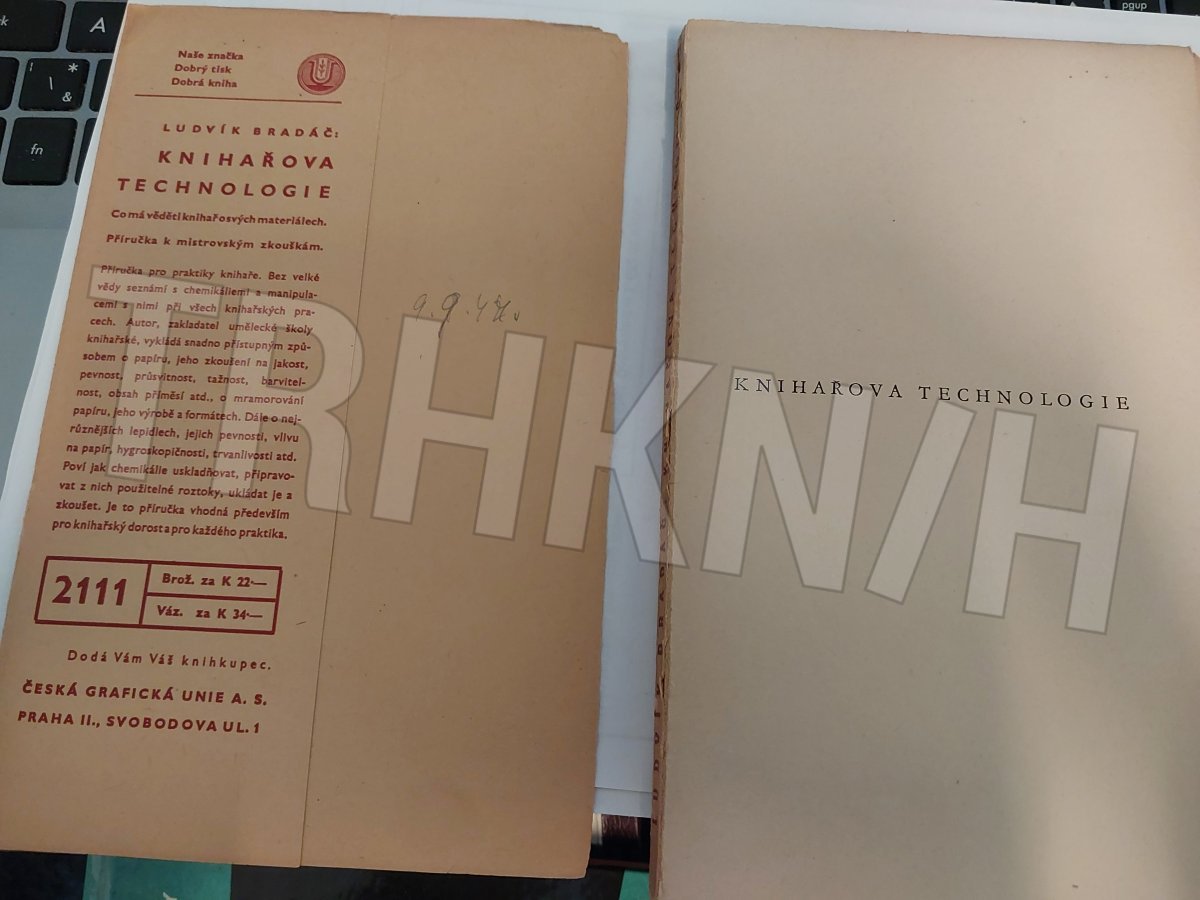 Naše značka
Dobrý tisk
Dobrá kniha
LUDVÍK BRADÁČ:
KNIHAŘOVA
TECHNOLOGIE
Co má věděti knihař o svých materiálech.
Příručka k mistrovským zkouškám.
Příručka pro praktiky knihaře. Bez velké
vědy seznámí s chemikáliemi a manipula-
cemi s nimi při všech knihařských pra-
cech. Autor, zakladatel umělecké školy
knihařské, vykládá snadno přístupným způ-
sobem o papíru, jeho zkoušení na jakost,
pevnost, průsvitnost, tažnost, barvitel-
nost, obsah příměsí atd., o mramorování
papíru, jeho výrobě a formátech. Dále o nej-
různějších lepidlech, jejich pevnosti, vlivu
na papír, hygroskopičnosti, trvanlivosti atd.
Poví jak chemikálie uskladňovat, připravo-
vat z nich použitelné roztoky, ukládat je a
zkoušet. Je to příručka vhodná především
pro knihařský dorost a pro každého praktika.
2111
Brož. za K 22·—
Váz. za K 34·—
Dodá Vám Váš knihkupec.
ČESKÁ GRAFICKÁ UNIE A. S.
PRAHA II., SVOBODOVA UL. 1
KNIHAŘOVA TECHNOLOGIE
TRHKN/H
A
fn
*
\
&
pgup